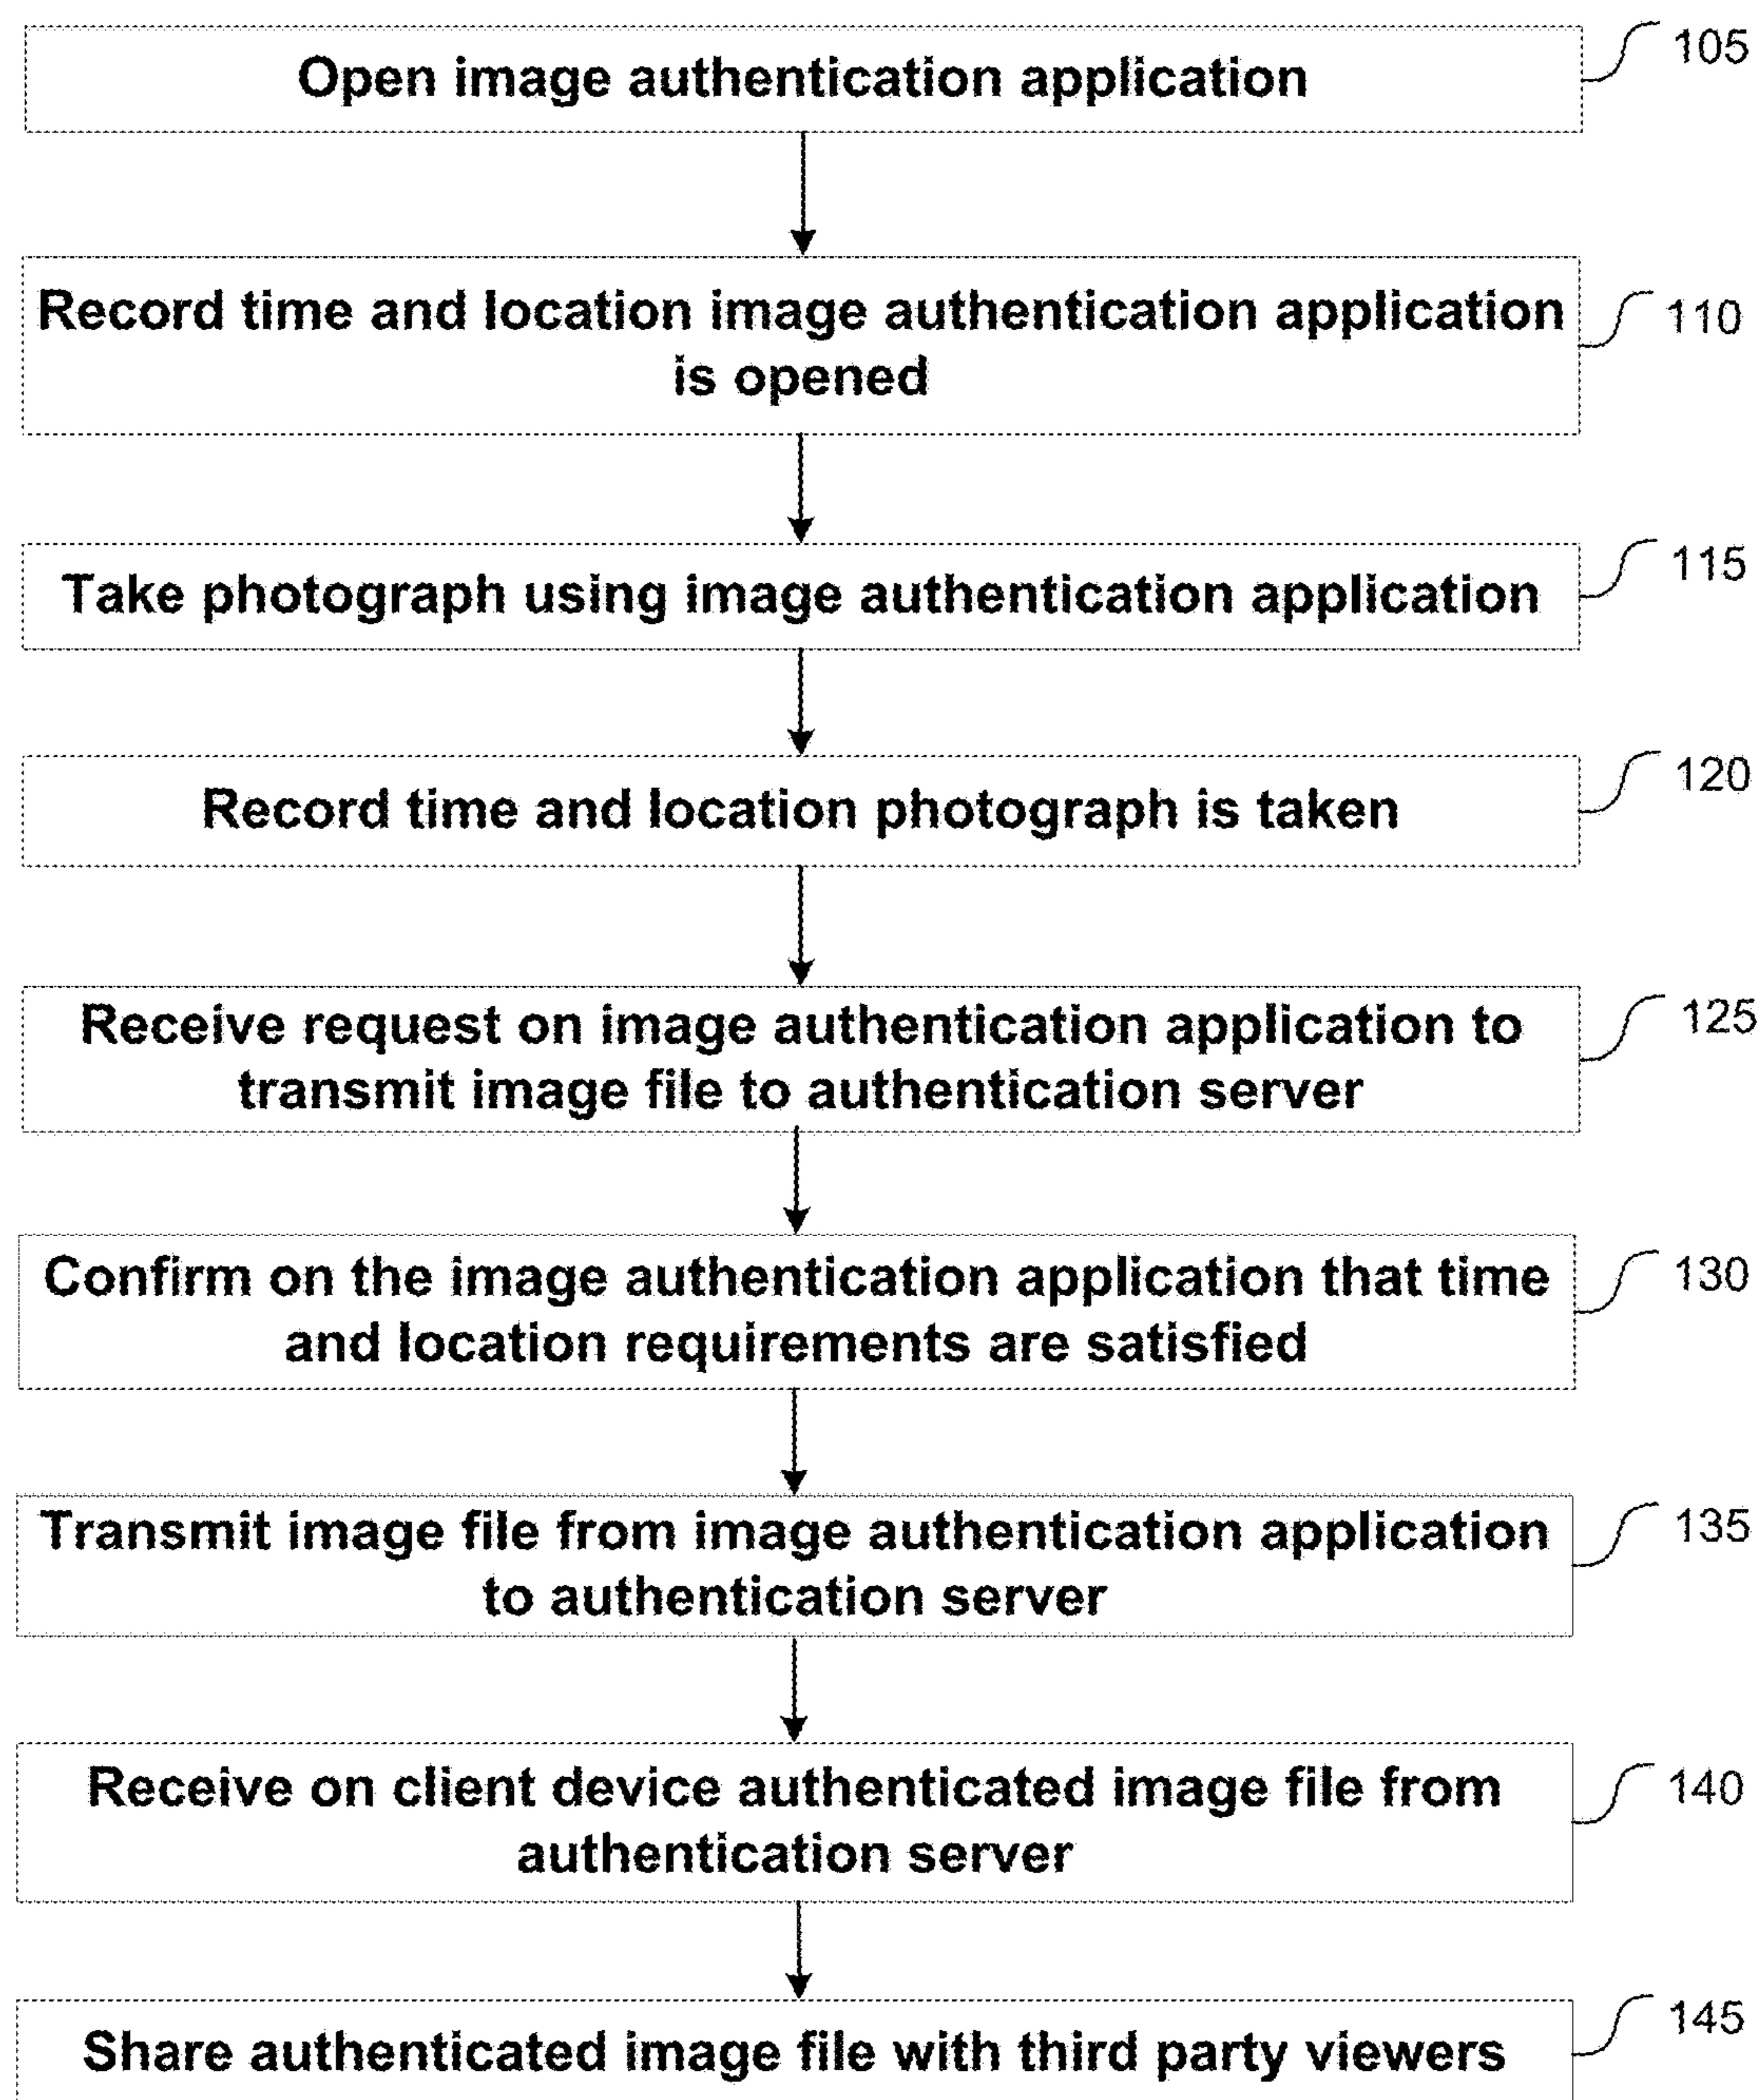 Open image authentication application
105
Record time and location image authentication application
is opened
110
Take photograph using image authentication application
115
Record time and location photograph is taken
120
Receive request on image authentication application to
transmit image file to authentication server
125
Confirm on the image authentication application that time
and location requirements are satisfied
130
Transmit image file from image authentication application
to authentication server
135
Receive on client device authenticated image file from
authentication server
140
Share authenticated image file with third party viewers
145